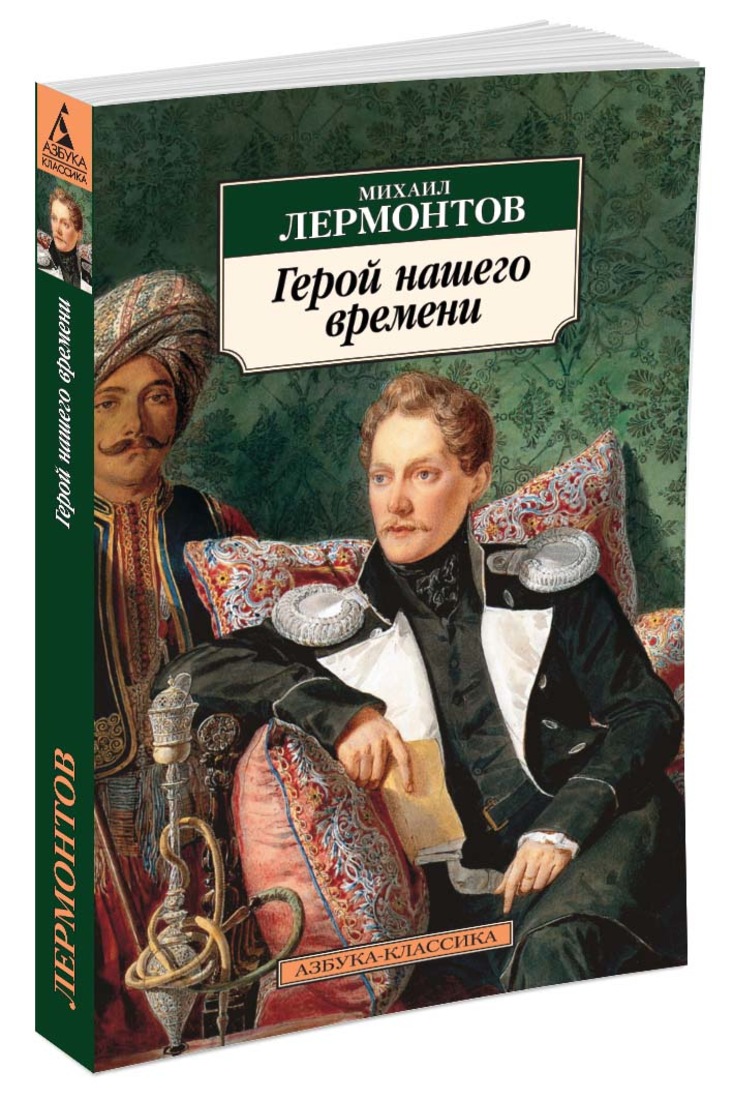 МИХАИЛ
ЛЕРМОНТОВ
Герой нашего
времени
АЗБУКА-КЛАССИКА
АЗБУКА
КЛАССИКА
Герой нашего времени
ЛЕРМОНТОВ